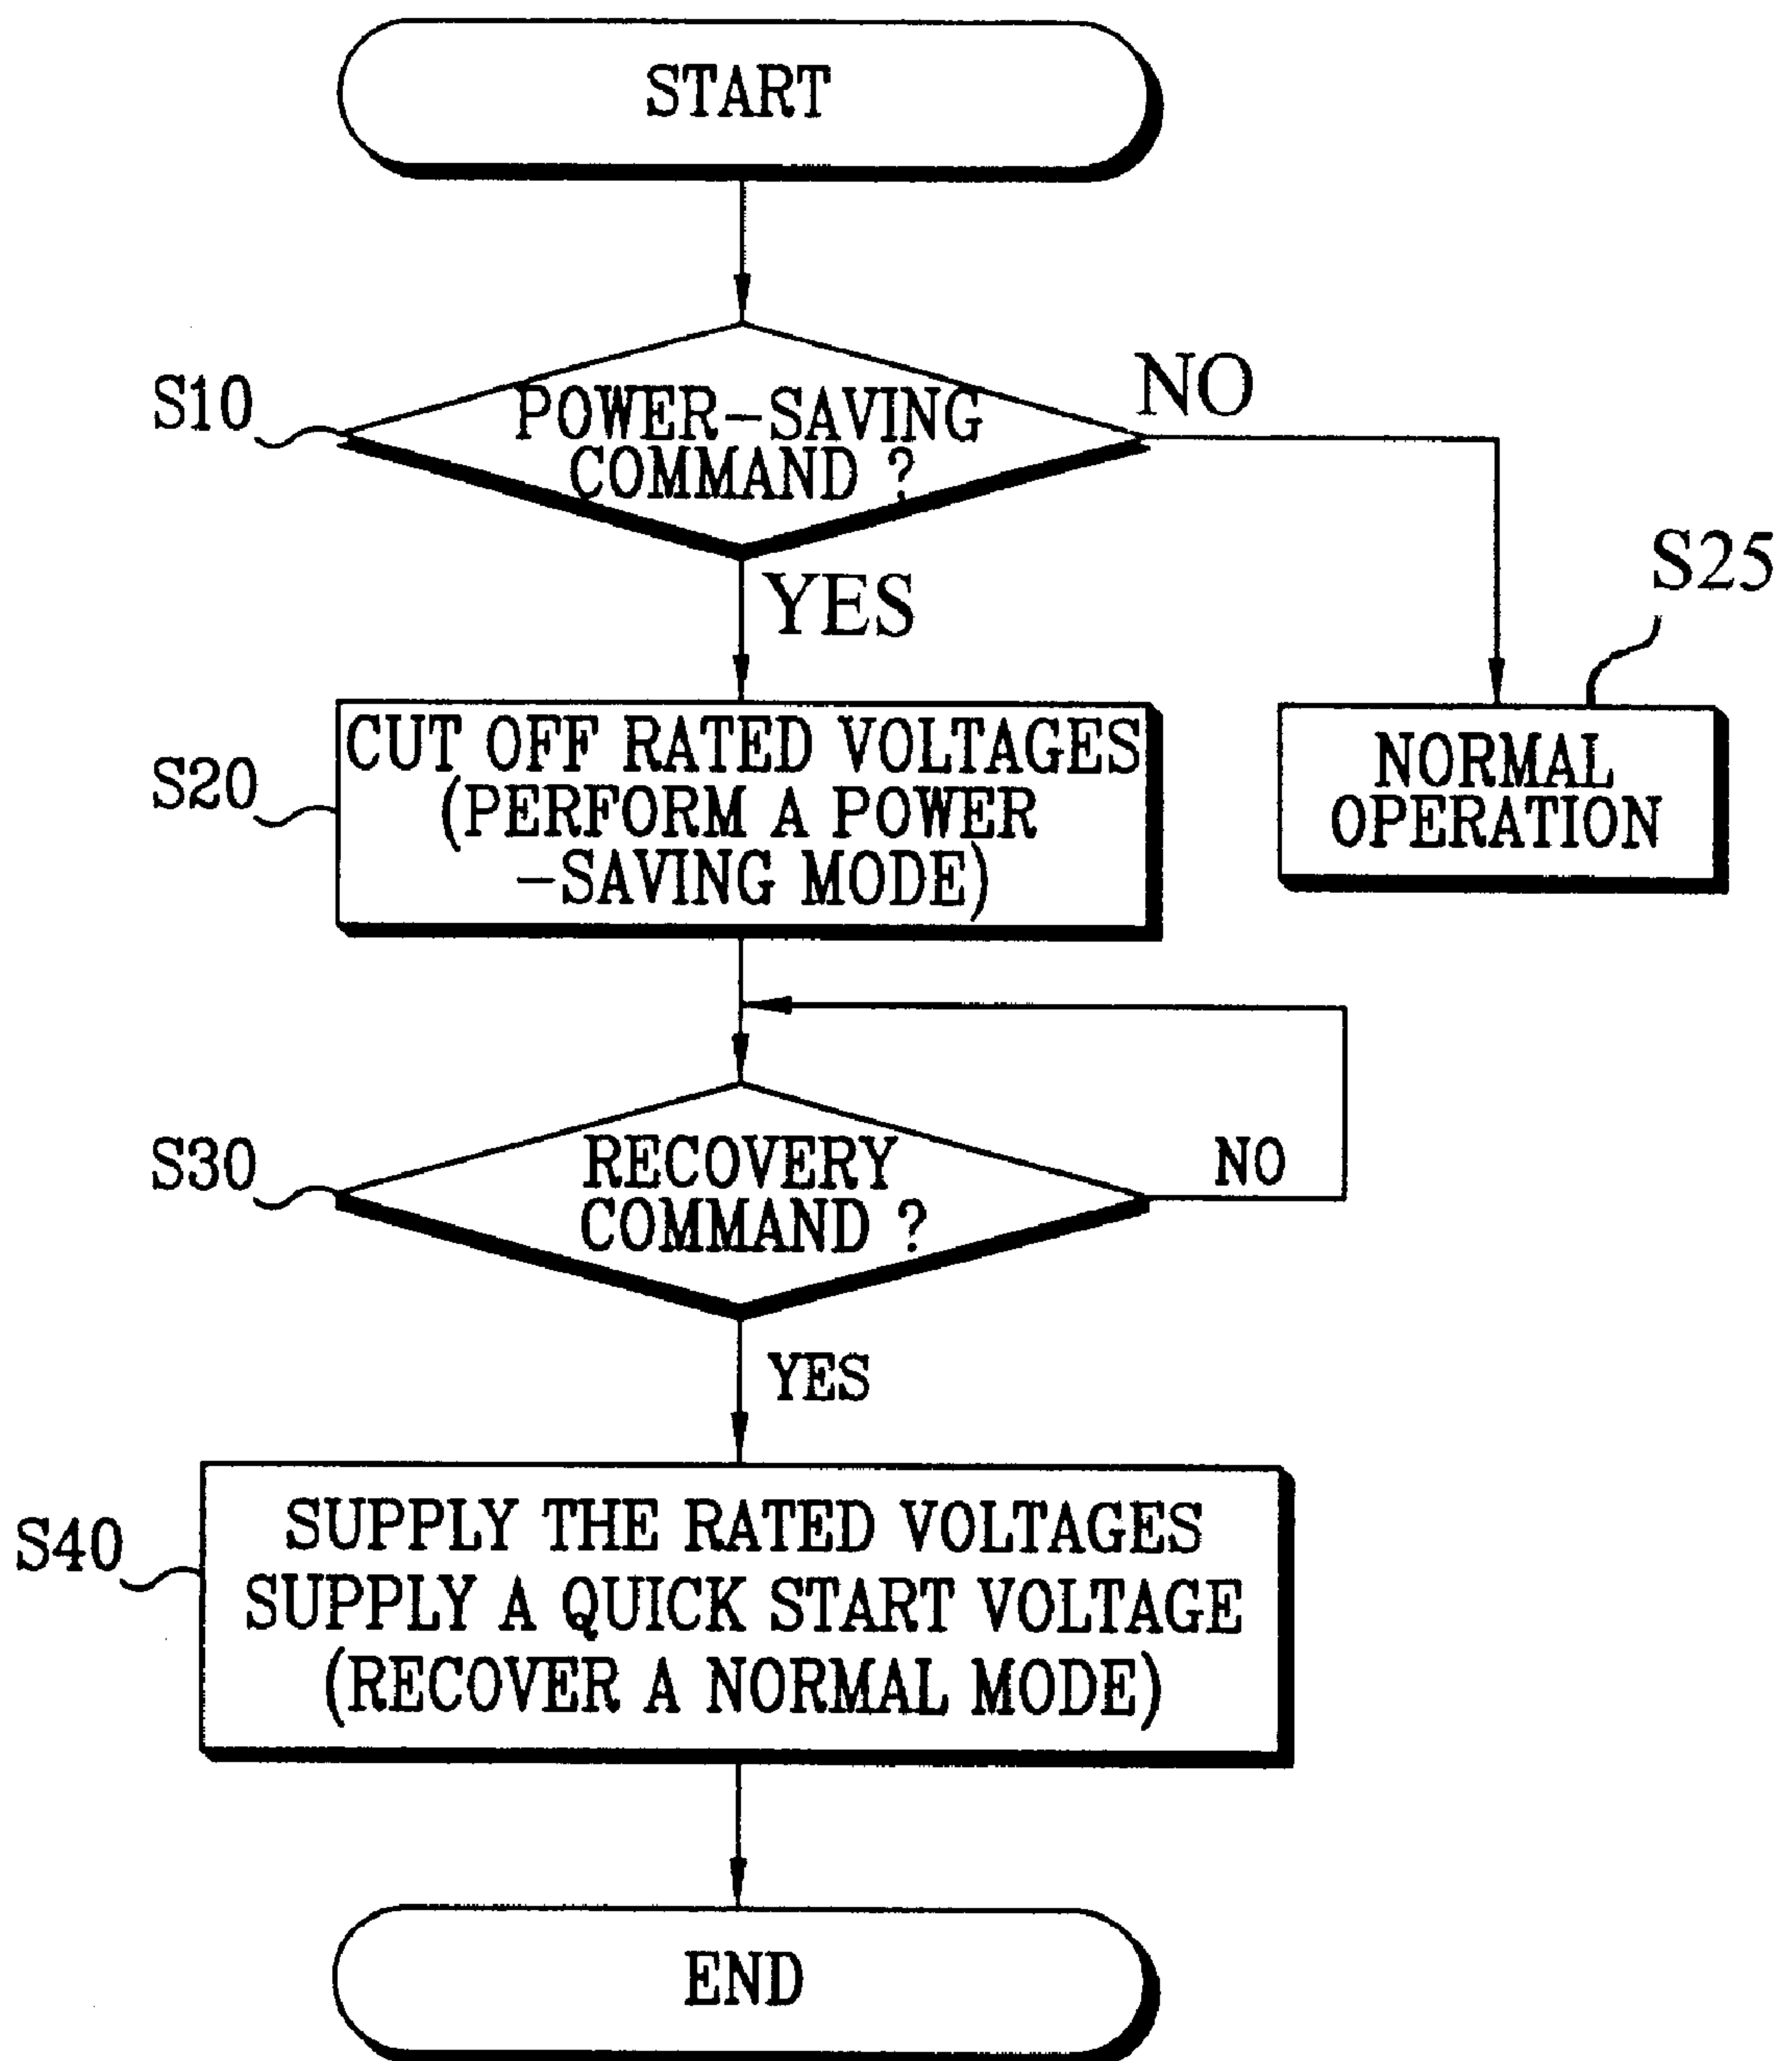 START
S10
POWER-SAVING
COMMAND ?
NO
YES
S25
S20
CUT OFF RATED VOLTAGES
(PERFORM A POWER
-SAVING MODE)
NORMAL
OPERATION
S30
RECOVERY
COMMAND ?
NO
YES
S40
SUPPLY THE RATED VOLTAGES
SUPPLY A QUICK START VOLTAGE
(RECOVER A NORMAL MODE)
END